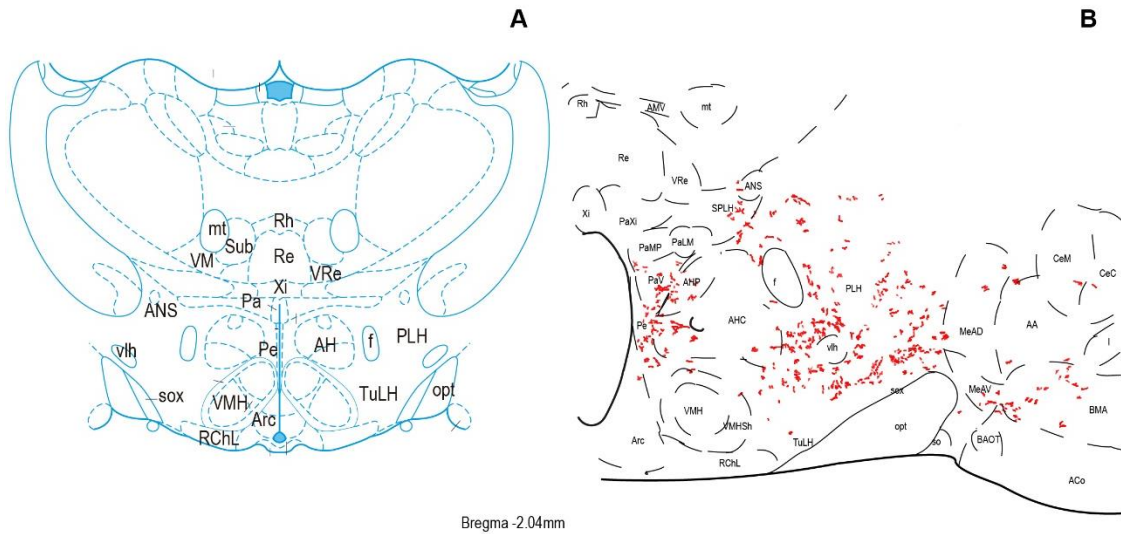 A
mt
Rh
Sub
Re
VM
VRe
Xi
Pa
ANS
Pe
AH
f
PLH
vlh
sox
VMH
TuLH
opt
Arc
RChL
B
Rh
AMV
mt
Re
VRe
ANS
SPLH
Xi
PaXi
PaMP
PaLM
PaV
AHP
f
PLH
CeM
CeC
Pe
AHC
MeAD
AA
vlh
I
sox
MeAV
VMH
VMHSh
opt
BMA
Arc
TuLH
so
BAOT
RChL
ACo
Bregma -2.04mm